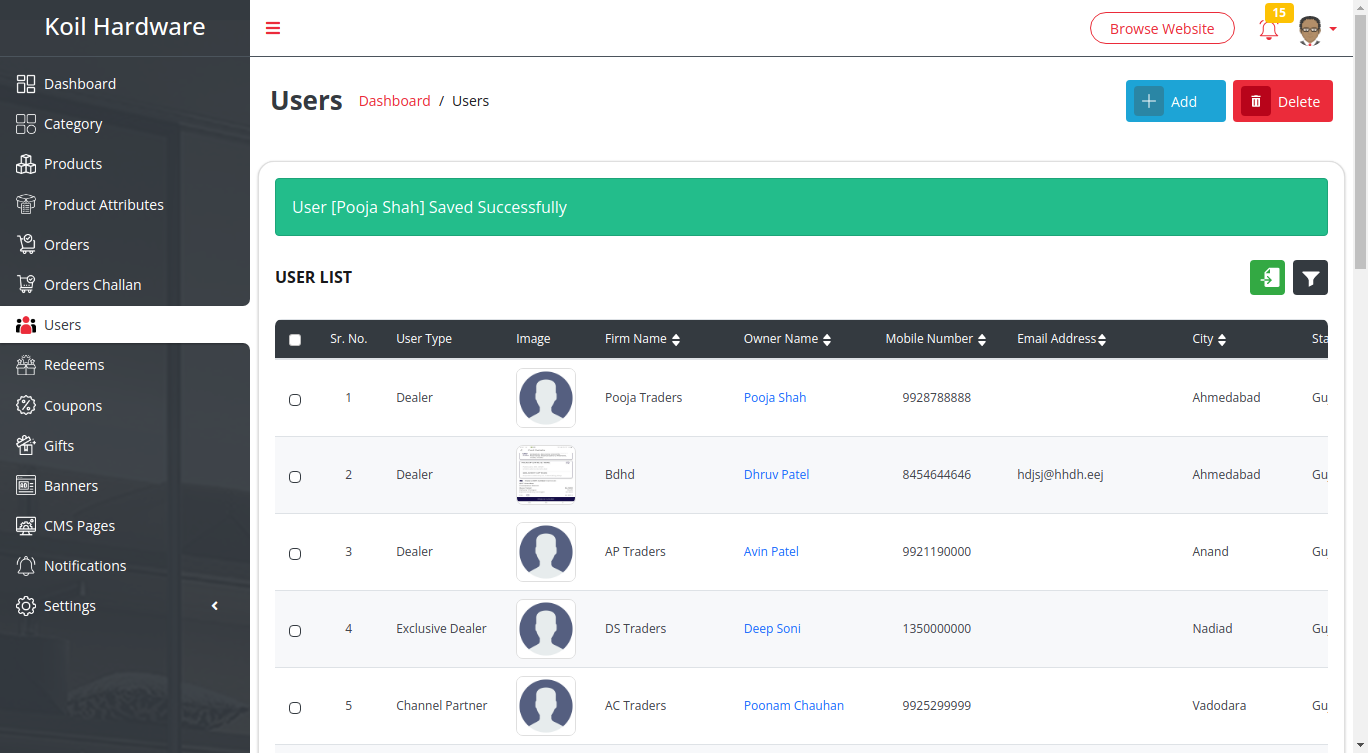 Koil Hardware
Browse Website
15
Dashboard
Category
Products
Product Attributes
Orders
Orders Challan
Users
Redeems
Coupons
Gifts
Banners
CMS Pages
Notifications
Settings
Users Dashboard / Users
Add Delete
User [Pooja Shah] Saved Successfully
USER LIST
Sr. No. User Type Image Firm Name Owner Name Mobile Number Email Address City Sta
1 Dealer Pooja Traders Pooja Shah 9928788888 Ahmedabad Gu
2 Dealer Bdhd Dhruv Patel 8454644646 hdjsj@hhdh.eej Ahmedabad Gu
3 Dealer AP Traders Avin Patel 9921190000 Anand Gu
4 Exclusive Dealer DS Traders Deep Soni 1350000000 Nadiad Gu
5 Channel Partner AC Traders Poonam Chauhan 9925299999 Vadodara Gu